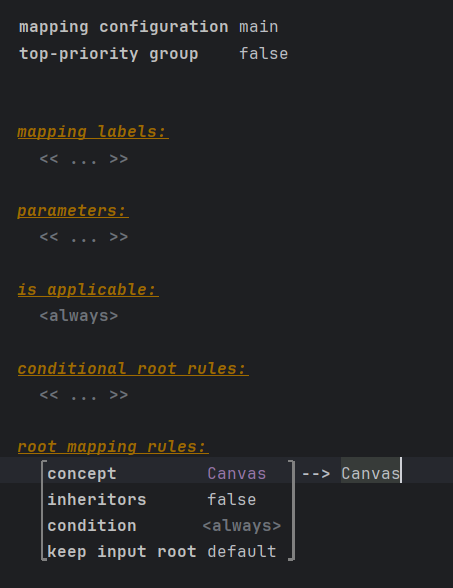 mapping configuration main
top-priority group false
mapping labels:
<< ... >>
parameters:
<< ... >>
is applicable:
<always>
conditional root rules:
<< ... >>
root mapping rules:
concept Canvas --> Canvas
inheritors false
condition <always>
keep input root default